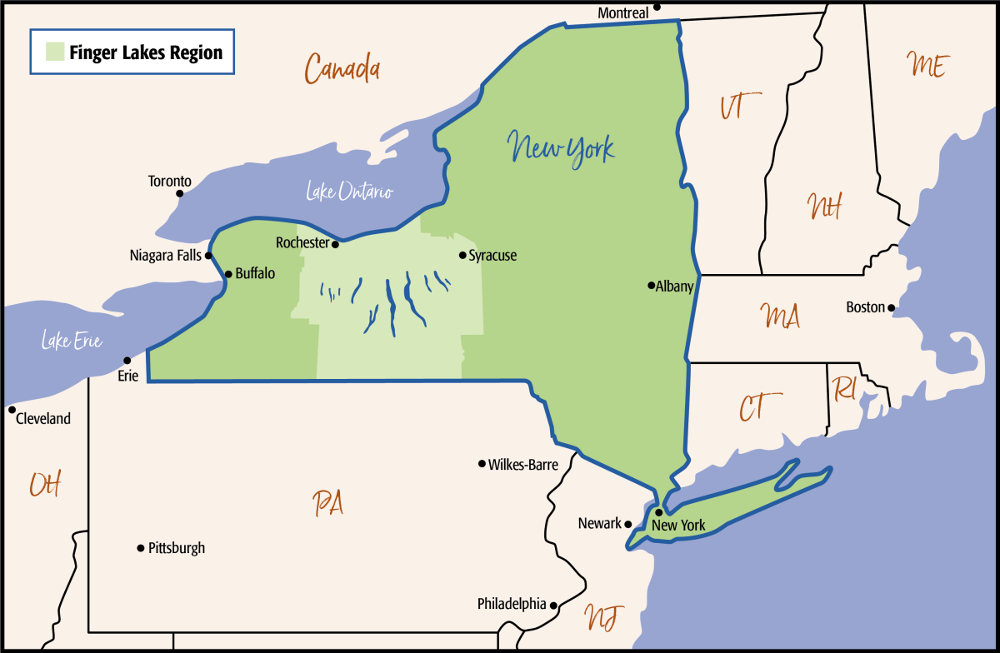 Montreal
Finger Lakes Region
Canada
ME
VT
New York
Toronto
Lake Ontario
NH
Rochester
Niagara Falls
Syracuse
Buffalo
Albany
Boston
MA
Lake Erie
Erie
RI
CT
Cleveland
Wilkes-Barre
OH
PA
Newark
New York
Pittsburgh
Philadelphia
NJ